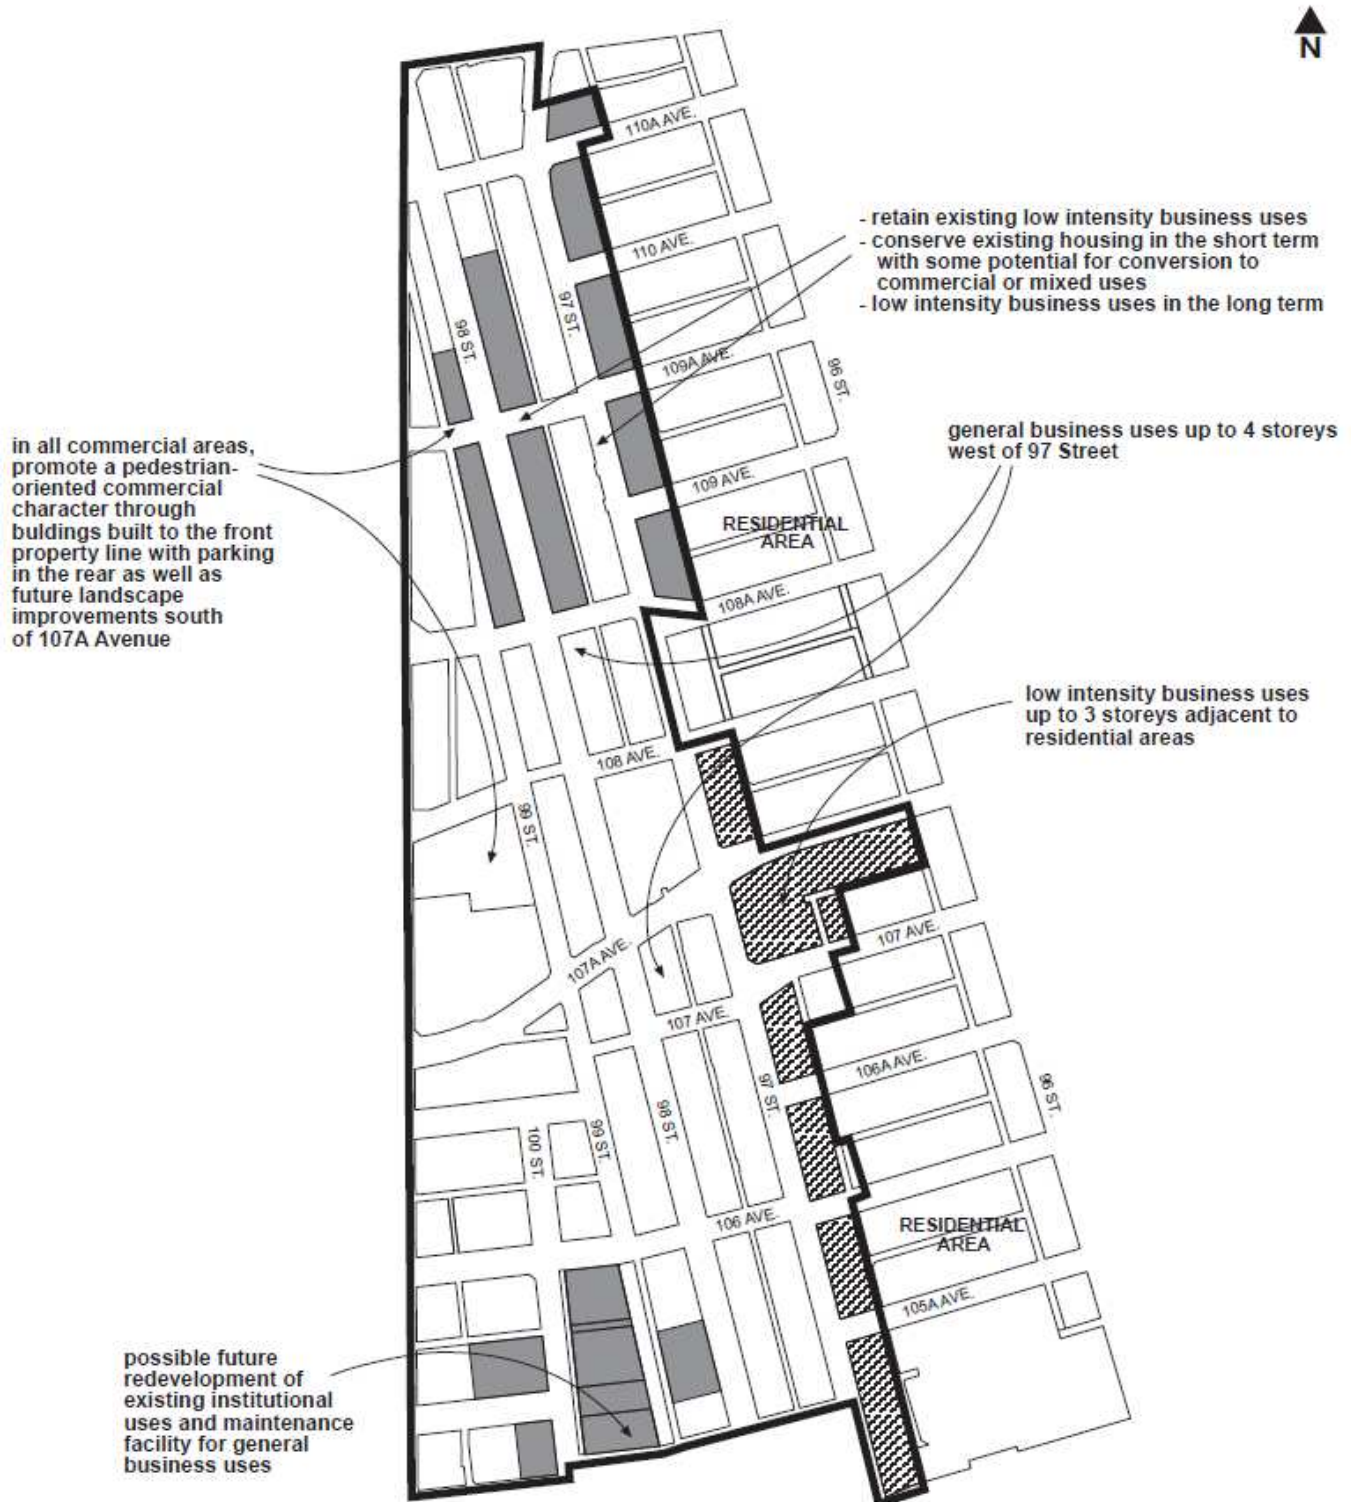 N
110A AVE.
- retain existing low intensity business uses
- conserve existing housing in the short term
with some potential for conversion to
commercial or mixed uses
- low intensity business uses in the long term
110 AVE.
97 ST.
98 ST.
109A AVE.
96 ST.
in all commercial areas,
promote a pedestrian-
oriented commercial
character through
buldings built to the front
property line with parking
in the rear as well as
future landscape
improvements south
of 107A Avenue
general business uses up to 4 storeys
west of 97 Street
109 AVE.
RESIDENTIAL
AREA
108A AVE.
low intensity business uses
up to 3 storeys adjacent to
residential areas
108 AVE.
99 ST.
107 AVE.
107A AVE.
107 AVE.
106A AVE.
97 ST.
96 ST.
98 ST.
99 ST.
100 ST.
106 AVE.
RESIDENTIAL
AREA
105A AVE.
possible future
redevelopment of
existing institutional
uses and maintenance
facility for general
business uses